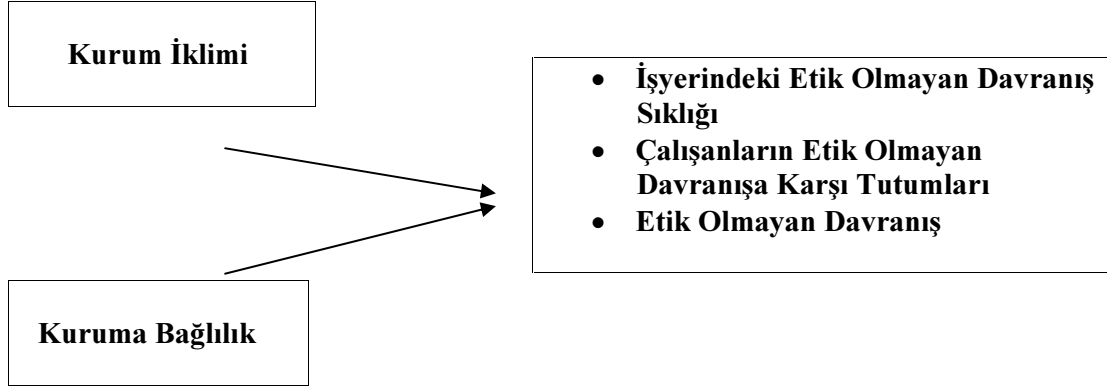 Kurum İklimi
• İşyerindeki Etik Olmayan Davranış
Sıklığı
• Çalışanların Etik Olmayan
Davranışa Karşı Tutumları
• Etik Olmayan Davranış
Kuruma Bağlılık